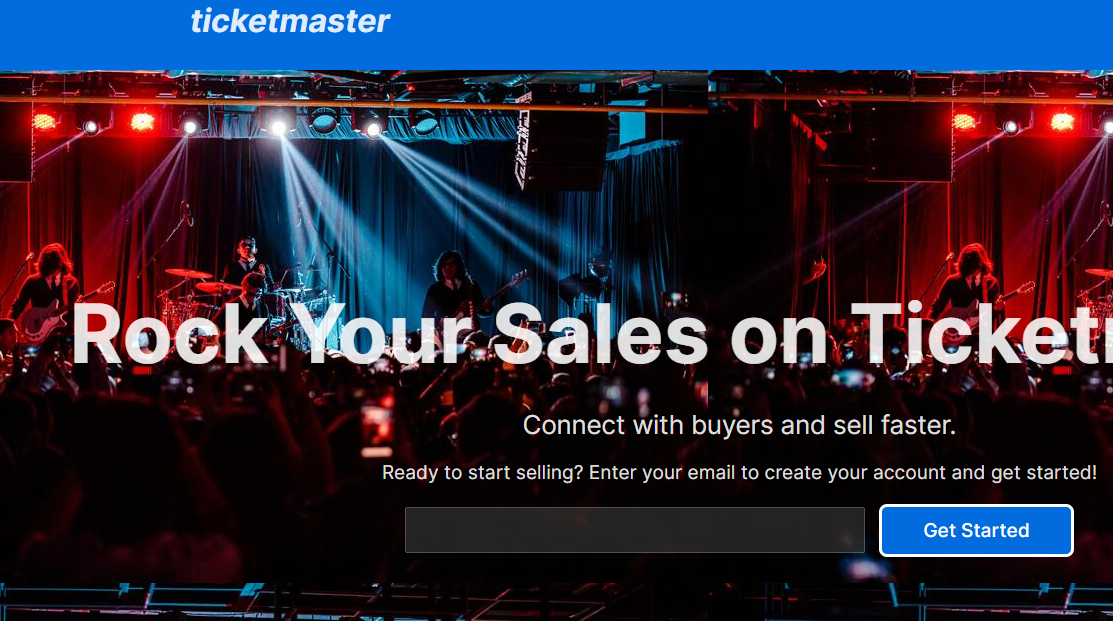 ticketmaster
Rock Your Sales on Ticket
Connect with buyers and sell faster.
Ready to start selling? Enter your email to create your account and get started!
Get Started